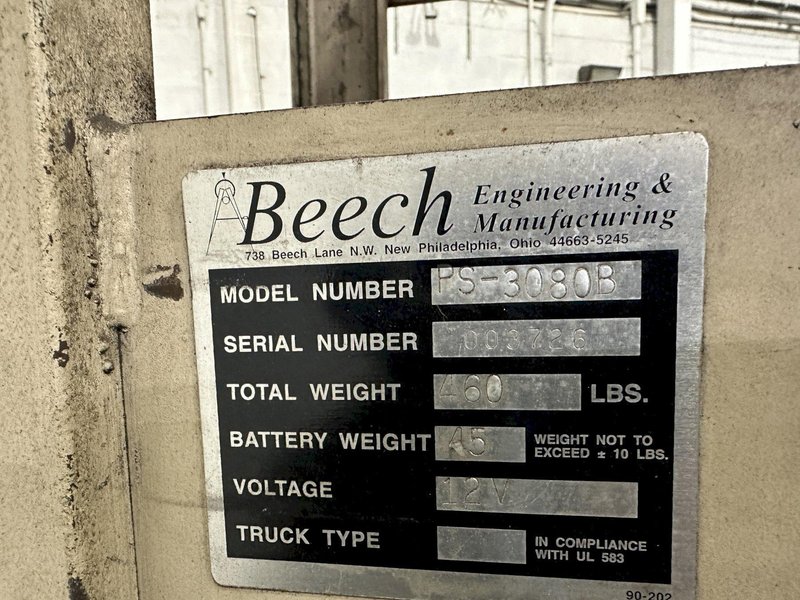 Beech Engineering &
Manufacturing
738 Beech Lane N.W. New Philadelphia, Ohio 44663-5245
MODEL NUMBER PS-3080B
SERIAL NUMBER 003726
TOTAL WEIGHT 460 LBS.
BATTERY WEIGHT 45 WEIGHT NOT TO
EXCEED ± 10 LBS.
VOLTAGE 12V
TRUCK TYPE IN COMPLIANCE
WITH UL 583
90-202